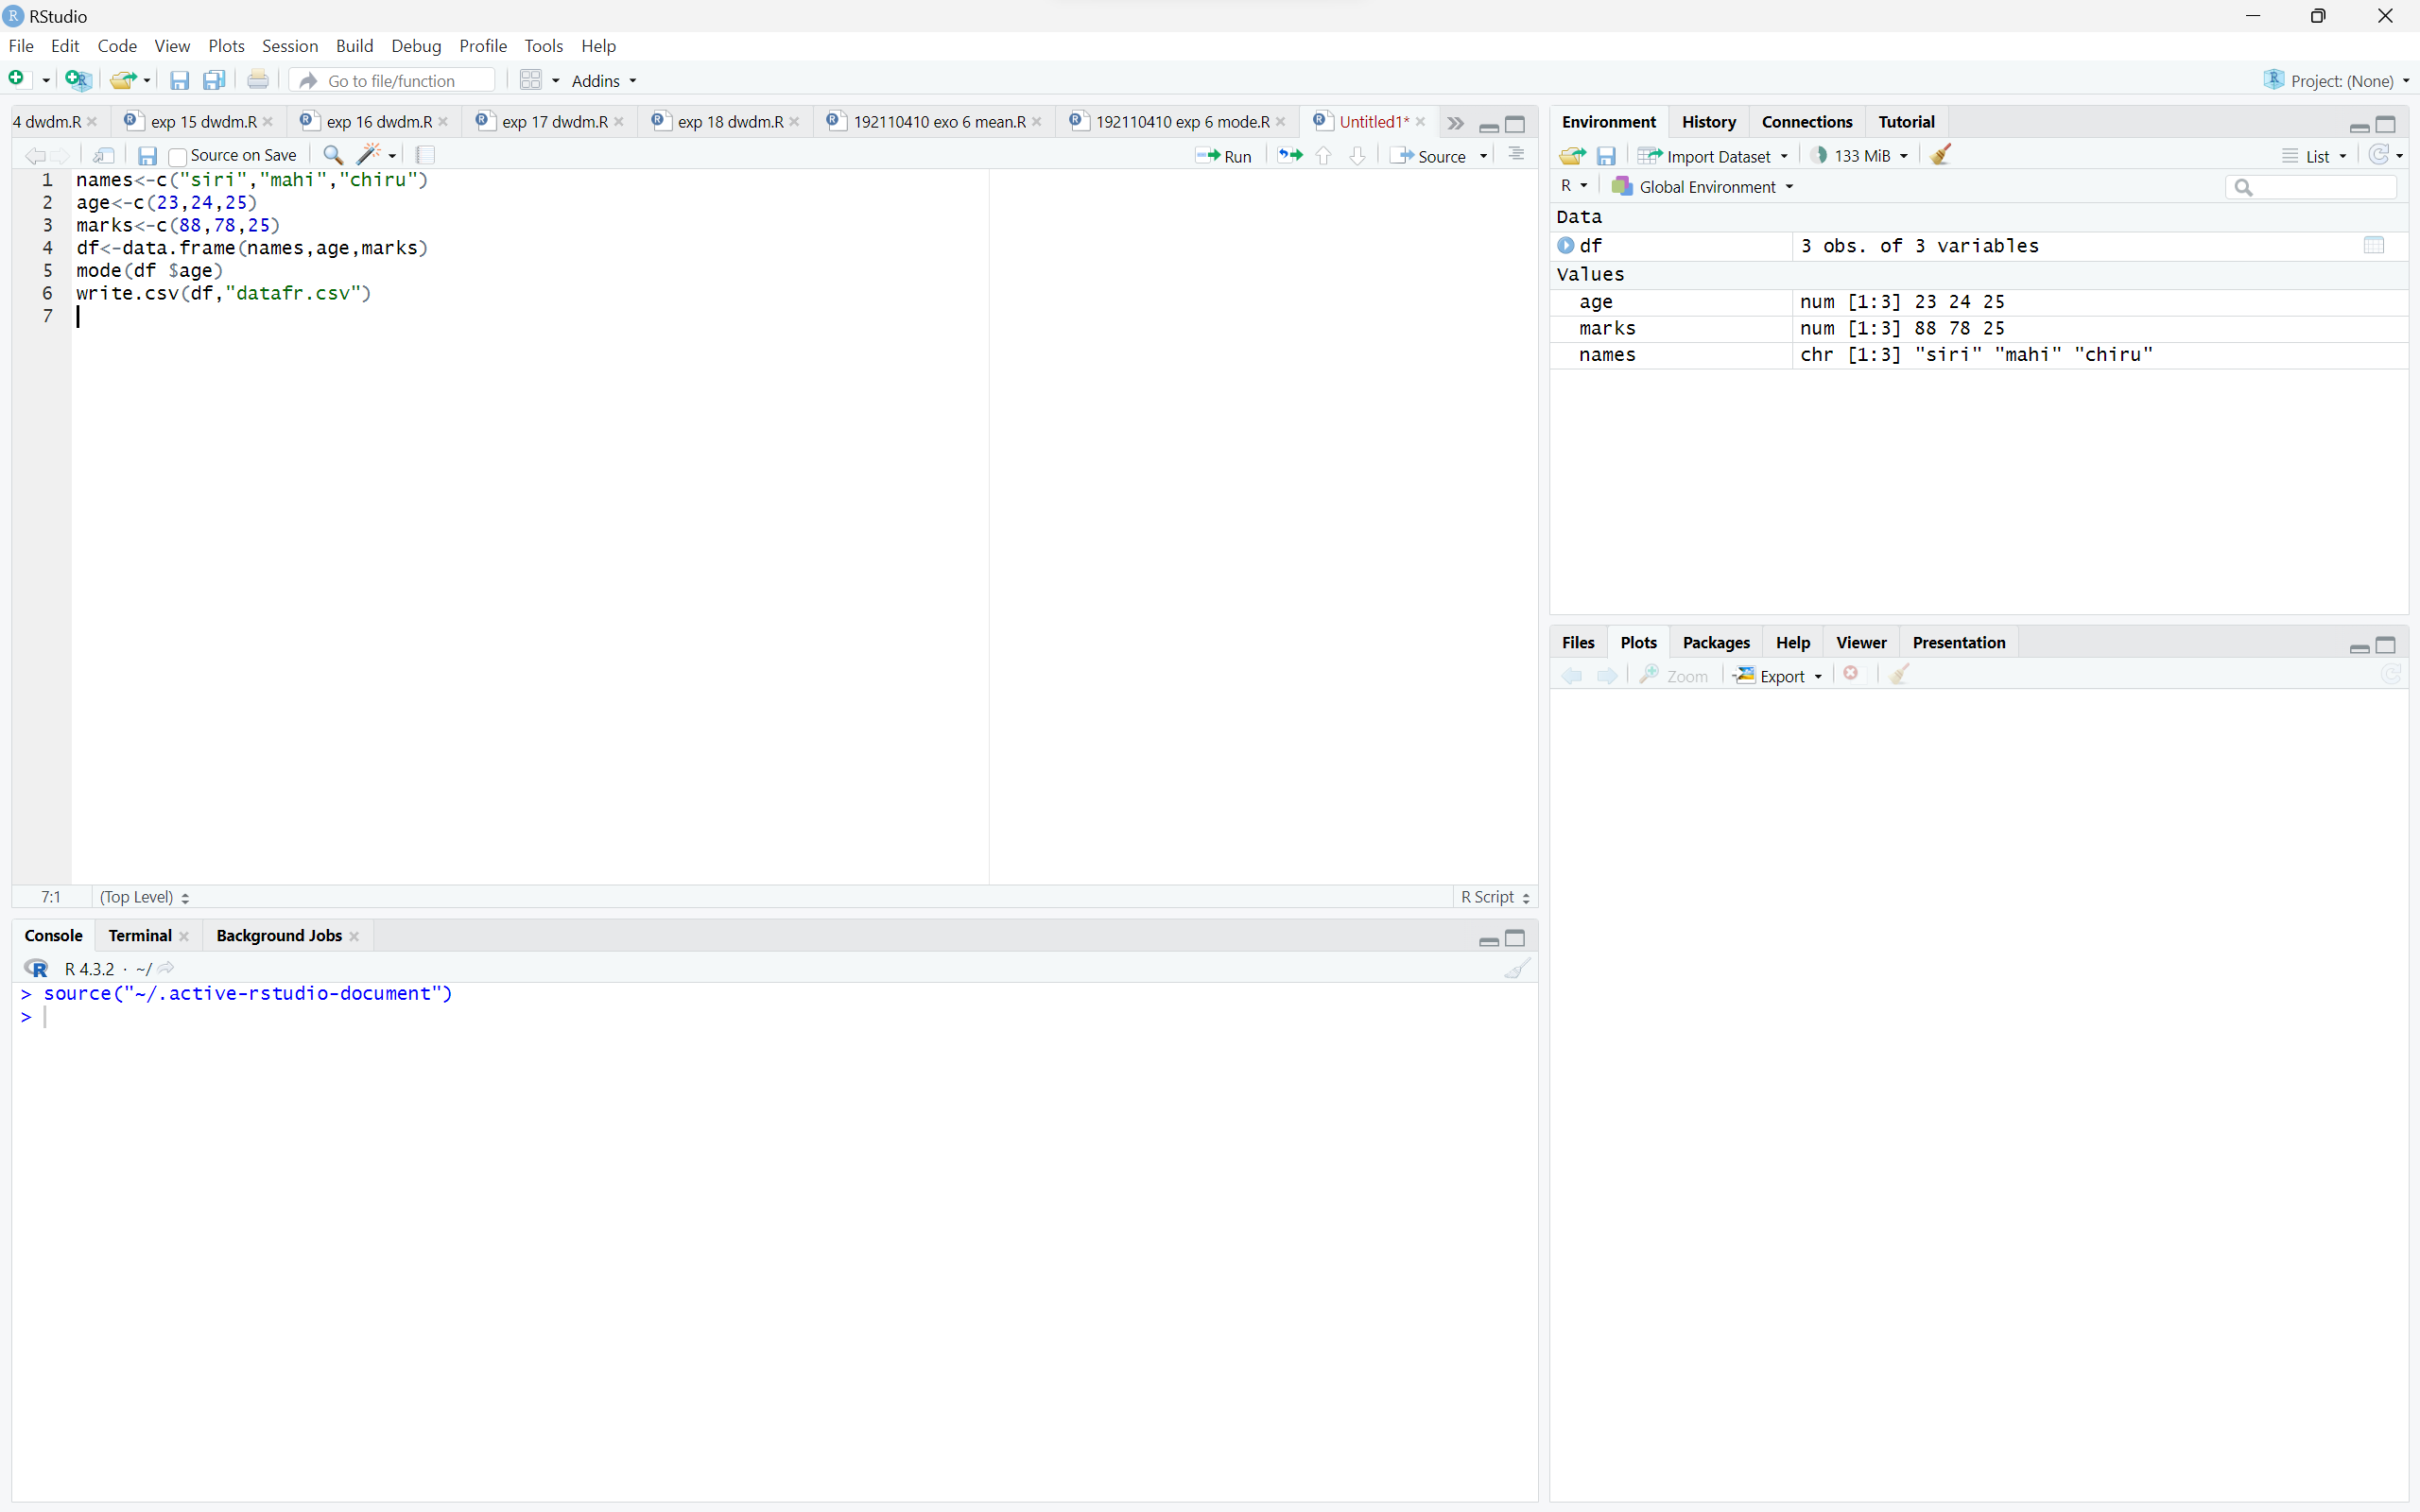 RStudio
File Edit Code View Plots Session Build Debug Profile Tools Help
Go to file/function Addins Project: (None)
4 dwdm.R exp 15 dwdm.R exp 16 dwdm.R exp 17 dwdm.R exp 18 dwdm.R 192110410 exo 6 mean.R 192110410 exp 6 mode.R Untitled1*
Source on Save Run Source
1 names<-c("siri","mahi","chiru")
2 age<-c(23,24,25)
3 marks<-c(88,78,25)
4 df<-data.frame(names,age,marks)
5 mode(df $age)
6 write.csv(df,"datafr.csv")
7
7:1 (Top Level) R Script
Console Terminal Background Jobs
R 4.3.2 · ~/
> source("~/.active-rstudio-document")
>
Environment History Connections Tutorial
Import Dataset 133 MiB List
R Global Environment
Data
df 3 obs. of 3 variables
Values
age num [1:3] 23 24 25
marks num [1:3] 88 78 25
names chr [1:3] "siri" "mahi" "chiru"
Files Plots Packages Help Viewer Presentation
Zoom Export